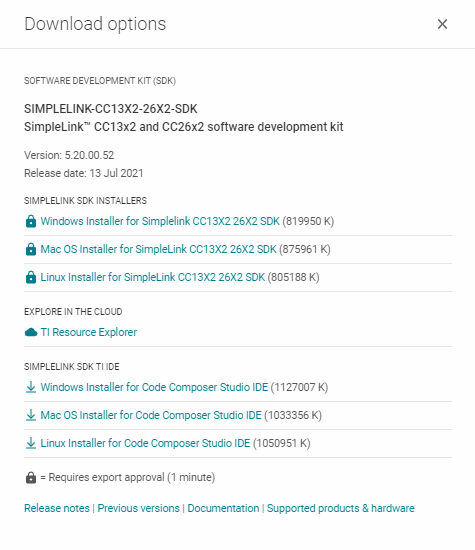 Download options
SOFTWARE DEVELOPMENT KIT (SDK)
SIMPLELINK-CC13X2-26X2-SDK
SimpleLink™ CC13x2 and CC26x2 software development kit
Version: 5.20.00.52
Release date: 13 Jul 2021
SIMPLELINK SDK INSTALLERS
Windows Installer for Simplelink CC13X2 26X2 SDK (819950 K)
Mac OS Installer for SimpleLink CC13X2 26X2 SDK (875961 K)
Linux Installer for SimpleLink CC13X2 26X2 SDK (805188 K)
EXPLORE IN THE CLOUD
TI Resource Explorer
SIMPLELINK SDK TI IDE
Windows Installer for Code Composer Studio IDE (1127007 K)
Mac OS Installer for Code Composer Studio IDE (1033356 K)
Linux Installer for Code Composer Studio IDE (1050951 K)
= Requires export approval (1 minute)
Release notes | Previous versions | Documentation | Supported products & hardware